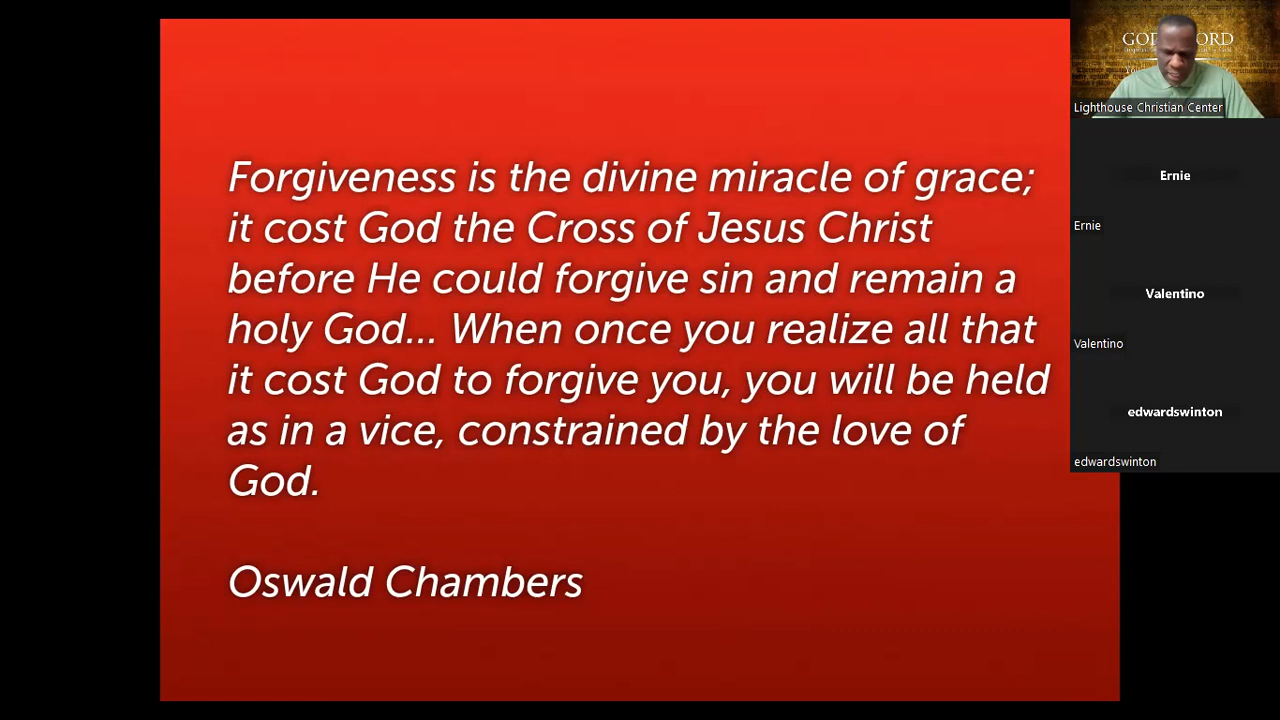 Forgiveness is the divine miracle of grace;
it cost God the Cross of Jesus Christ
before He could forgive sin and remain a
holy God... When once you realize all that
it cost God to forgive you, you will be held
as in a vice, constrained by the love of
God.
Oswald Chambers
Lighthouse Christian Center
Ernie
Ernie
Valentino
Valentino
edwardswinton
edwardswinton